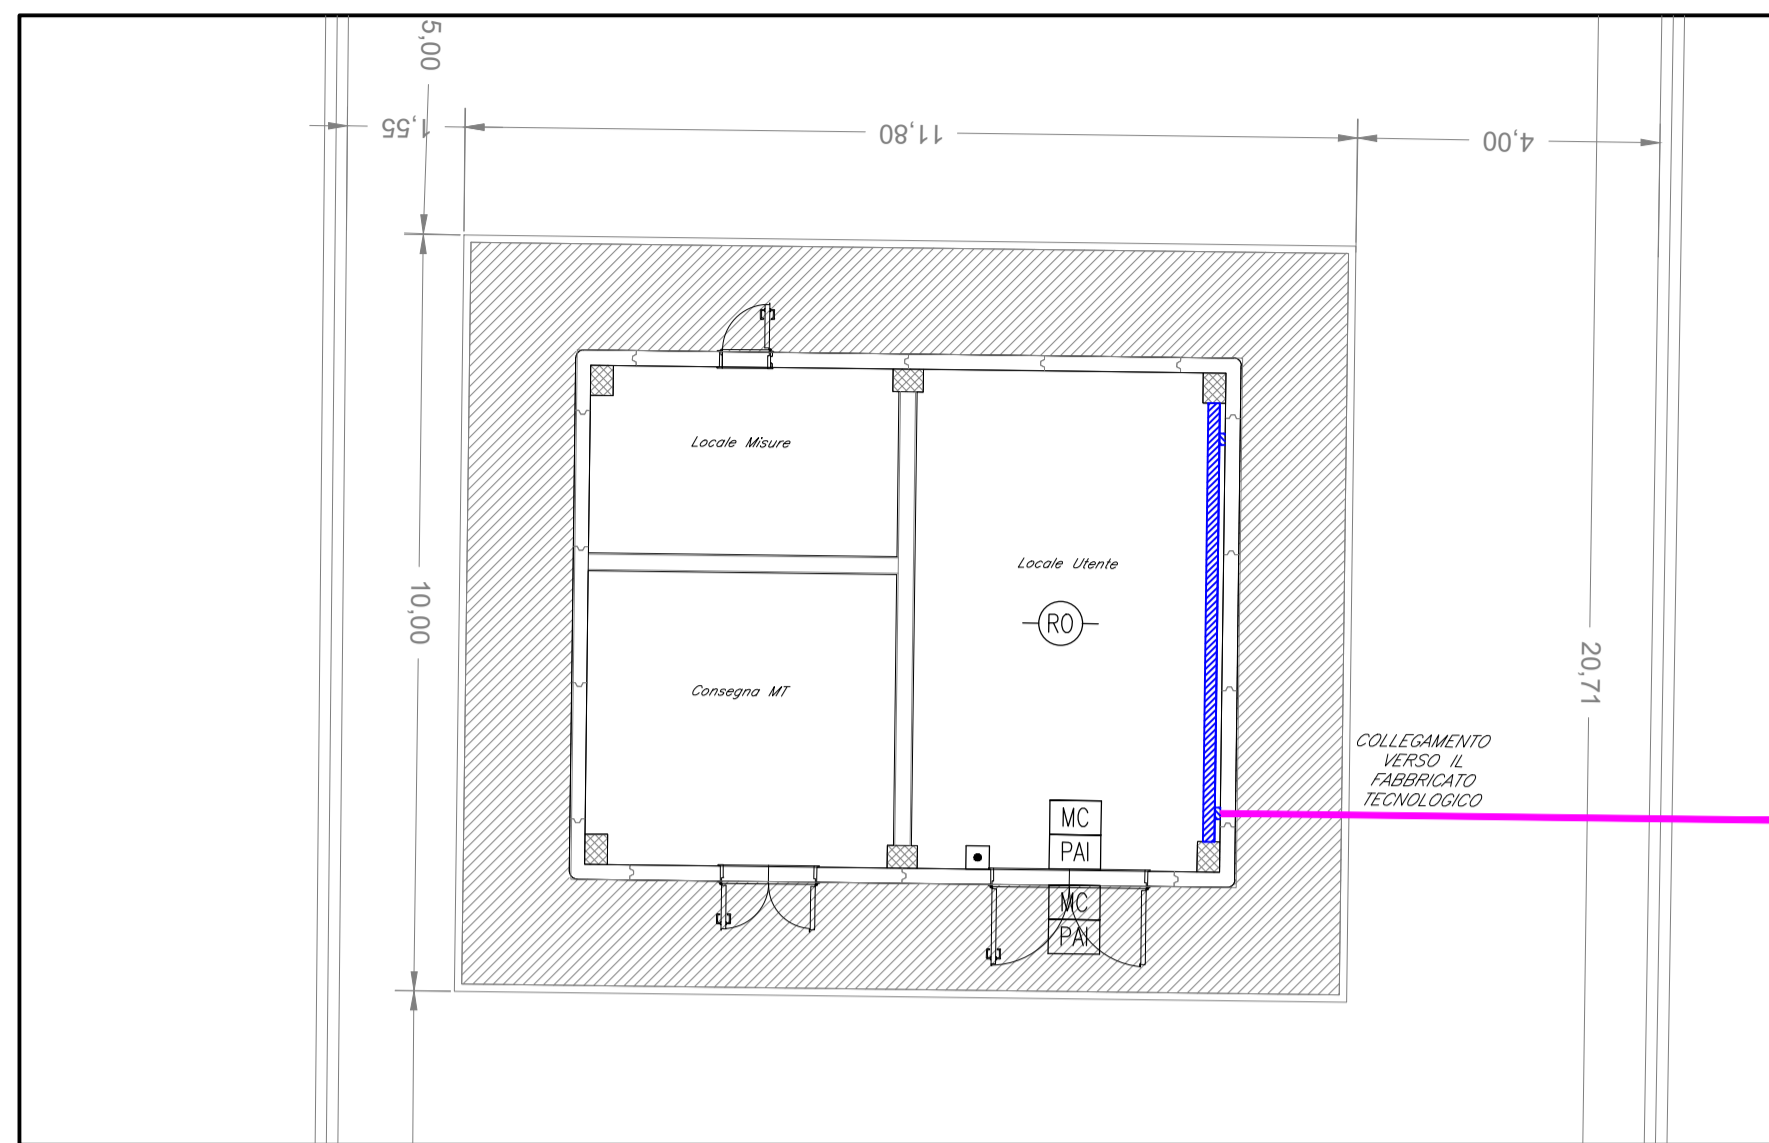 5,00
1,55
11,80
4,00
Locale Misure
Locale Utente
RO
10,00
20,71
Consegna MT
COLLEGAMENTO
VERSO IL
FABBRICATO
TECNOLOGICO
MC
PAI
MC
PAI